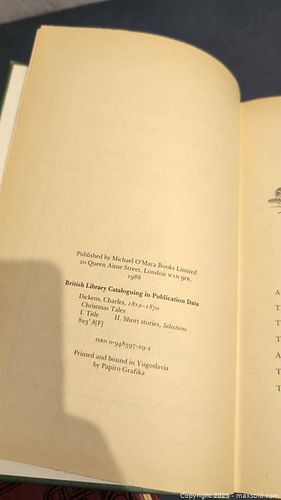 Published by Michael O'Mara Books Limited
20 Queen Anne Street, London W1N 9FB,
1988
British Library Cataloguing in Publication Data
Dickens, Charles, 1812–1870
Christmas Tales
I. Title II. Short stories, Selections
823'.8[F]
ISBN 0-948397-29-2
Printed and bound in Yugoslavia
by Papiro Grafika
A
T
T
T
A
T
T
Copyright 2025 - maxsold.com